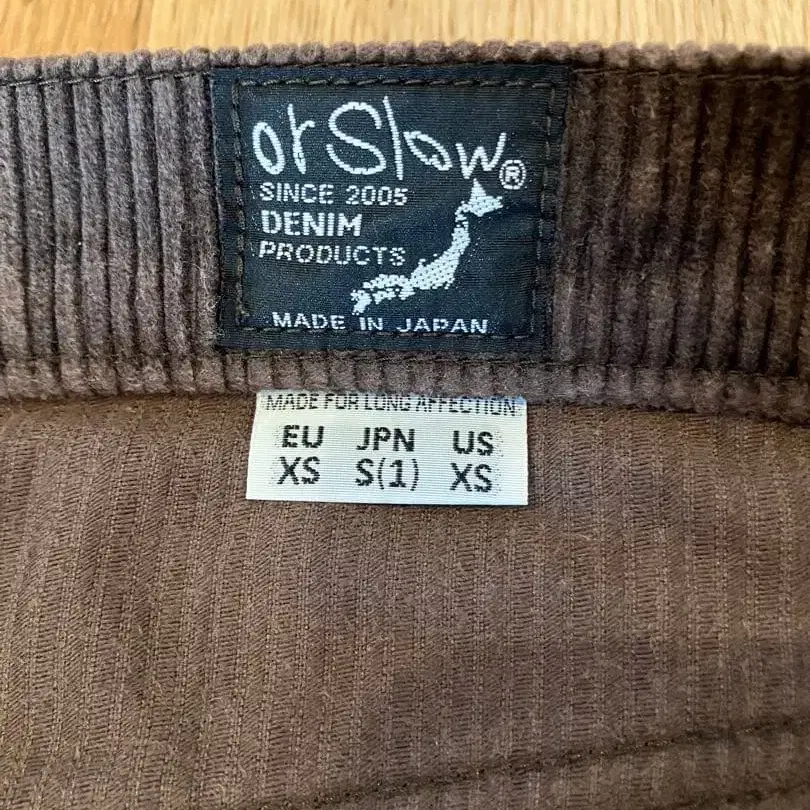 orSlow®
SINCE 2005
DENIM
PRODUCTS
MADE IN JAPAN
MADE FOR LONG AFFECTION
EU JPN US
XS S(1) XS